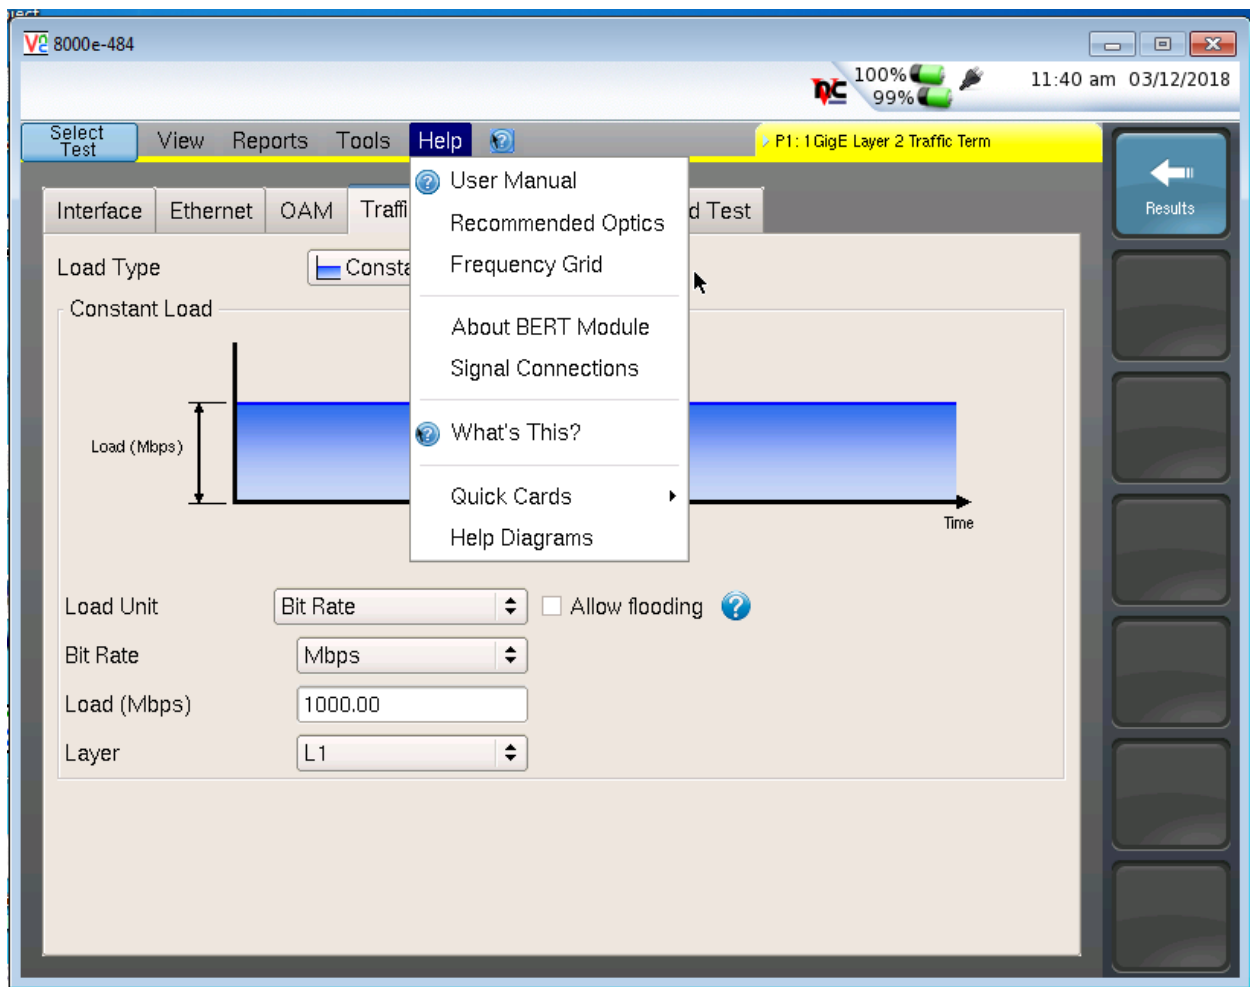 8000e-484
100%
99%
11:40 am 03/12/2018
Select
Test
View Reports Tools Help
P1: 1GigE Layer 2 Traffic Term
User Manual
Recommended Optics
Frequency Grid
About BERT Module
Signal Connections
What's This?
Quick Cards
Help Diagrams
Results
Interface Ethernet OAM Traffi d Test
Load Type
Consta
Constant Load
Load (Mbps)
Time
Load Unit Bit Rate Allow flooding
Bit Rate Mbps
Load (Mbps) 1000.00
Layer L1